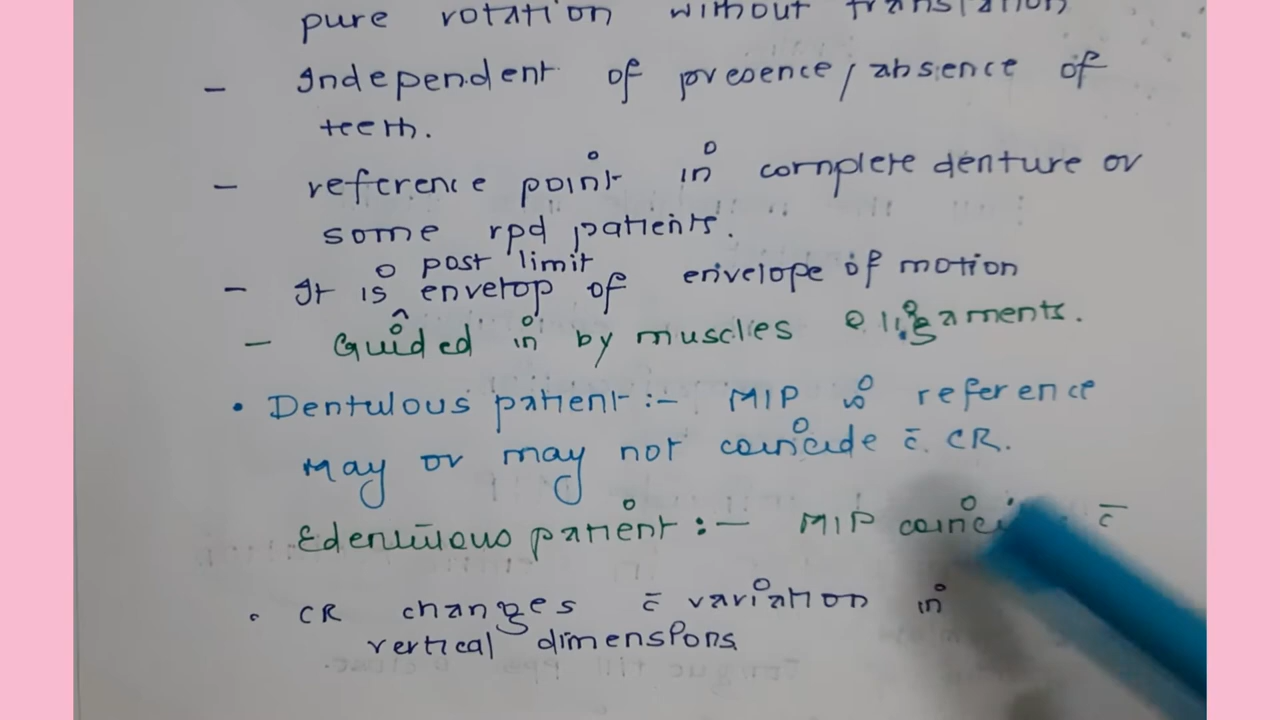 pure rotation without translation
- Independent of presence/absence of
teeth.
- reference point in complete denture or
some rpd patients.
post limit
- It is envelop of envelope of motion
- Guided in by muscles & ligaments.
• Dentulous patient :- MIP is reference
May or may not coincide c̄ CR.
Edentulous patient :- MIP c̄
• CR changes c̄ variation in
vertical dimensions